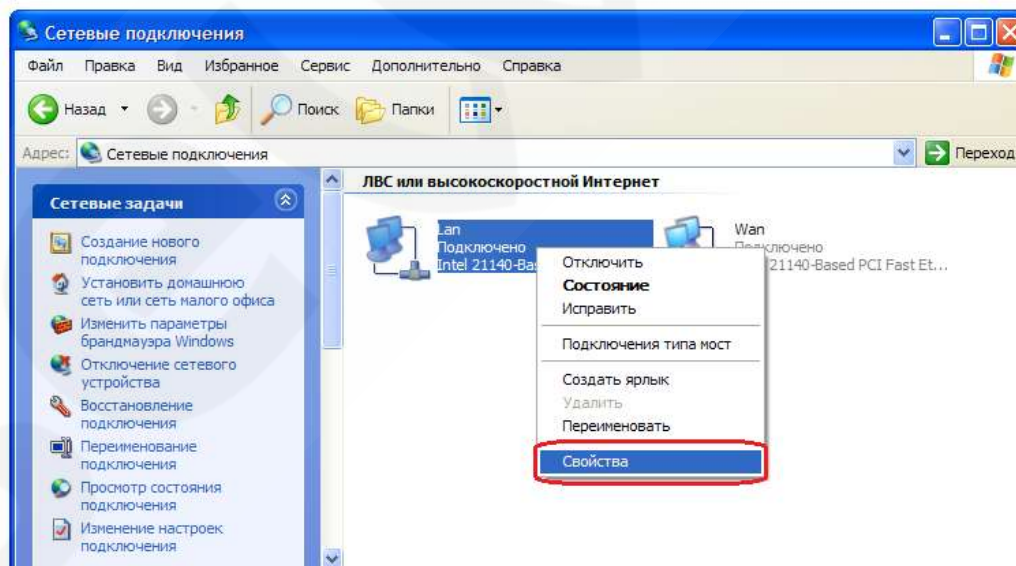 Сетевые подключения
Файл Правка Вид Избранное Сервис Дополнительно Справка
Назад Поиск Папки
Адрес: Сетевые подключения Переход
Сетевые задачи
Создание нового
подключения
Установить домашнюю
сеть или сеть малого офиса
Изменить параметры
брандмауэра Windows
Отключение сетевого
устройства
Восстановление
подключения
Переименование
подключения
Просмотр состояния
подключения
Изменение настроек
подключения
ЛВС или высокоскоростной Интернет
Lan
Подключено
Intel 21140-Bas
Wan
Подключено
21140-Based PCI Fast Et...
Отключить
Состояние
Исправить
Подключения типа мост
Создать ярлык
Удалить
Переименовать
Свойства